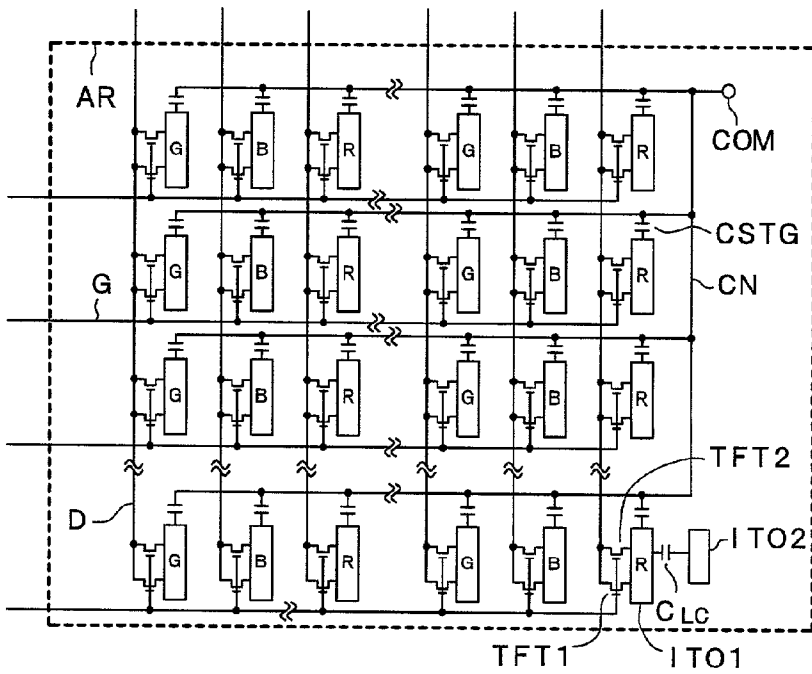 AR
COM
G B R G B R
CSTG
G B R G B R
CN
G
G B R G B R
TFT2
D
G B R G B R
ITO2
CLC
TFT1
ITO1